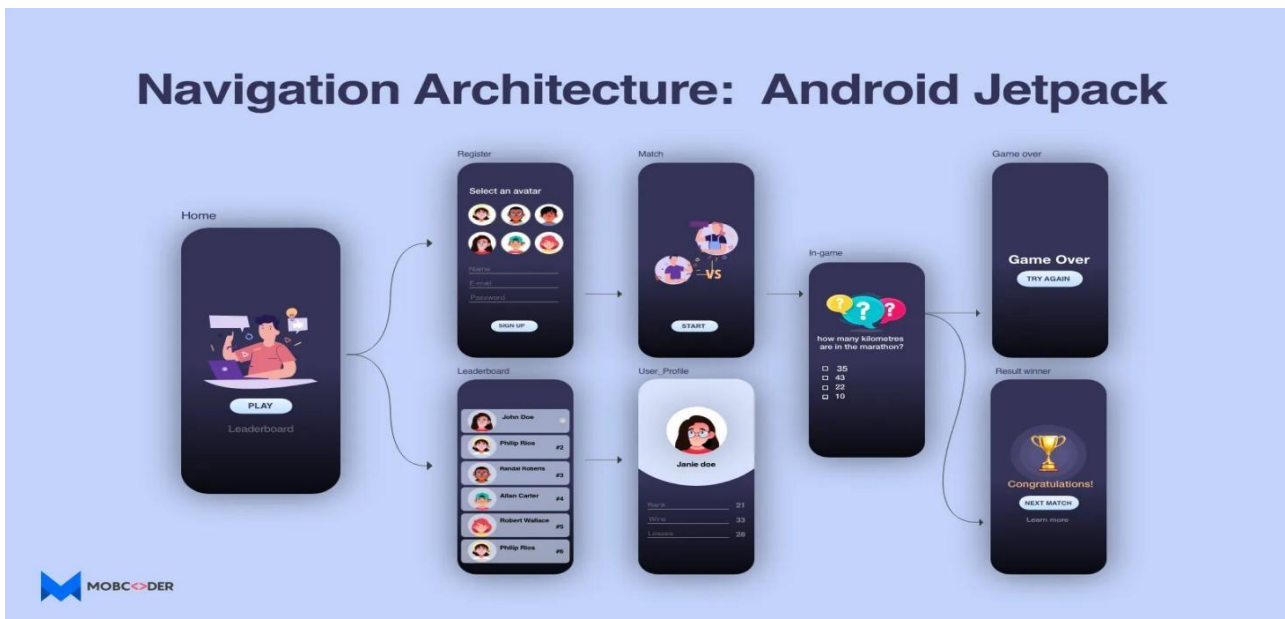 Navigation Architecture: Android Jetpack
Home
PLAY
Leaderboard
Register
Select an avatar
Name
E-mail
Password
SIGN UP
Match
VS
START
Leaderboard
John Doe
Philip Rios #2
Randal Roberts #3
Allan Carter #4
Robert Wallace #5
Philip Rios #6
User_Profile
Janie doe
Rank 21
Wins 33
Losses 28
In-game
? ? ?
how many kilometres
are in the marathon?
35
43
22
10
Game over
Game Over
TRY AGAIN
Result winner
Congratulations!
NEXT MATCH
Learn more
MOBC<>DER